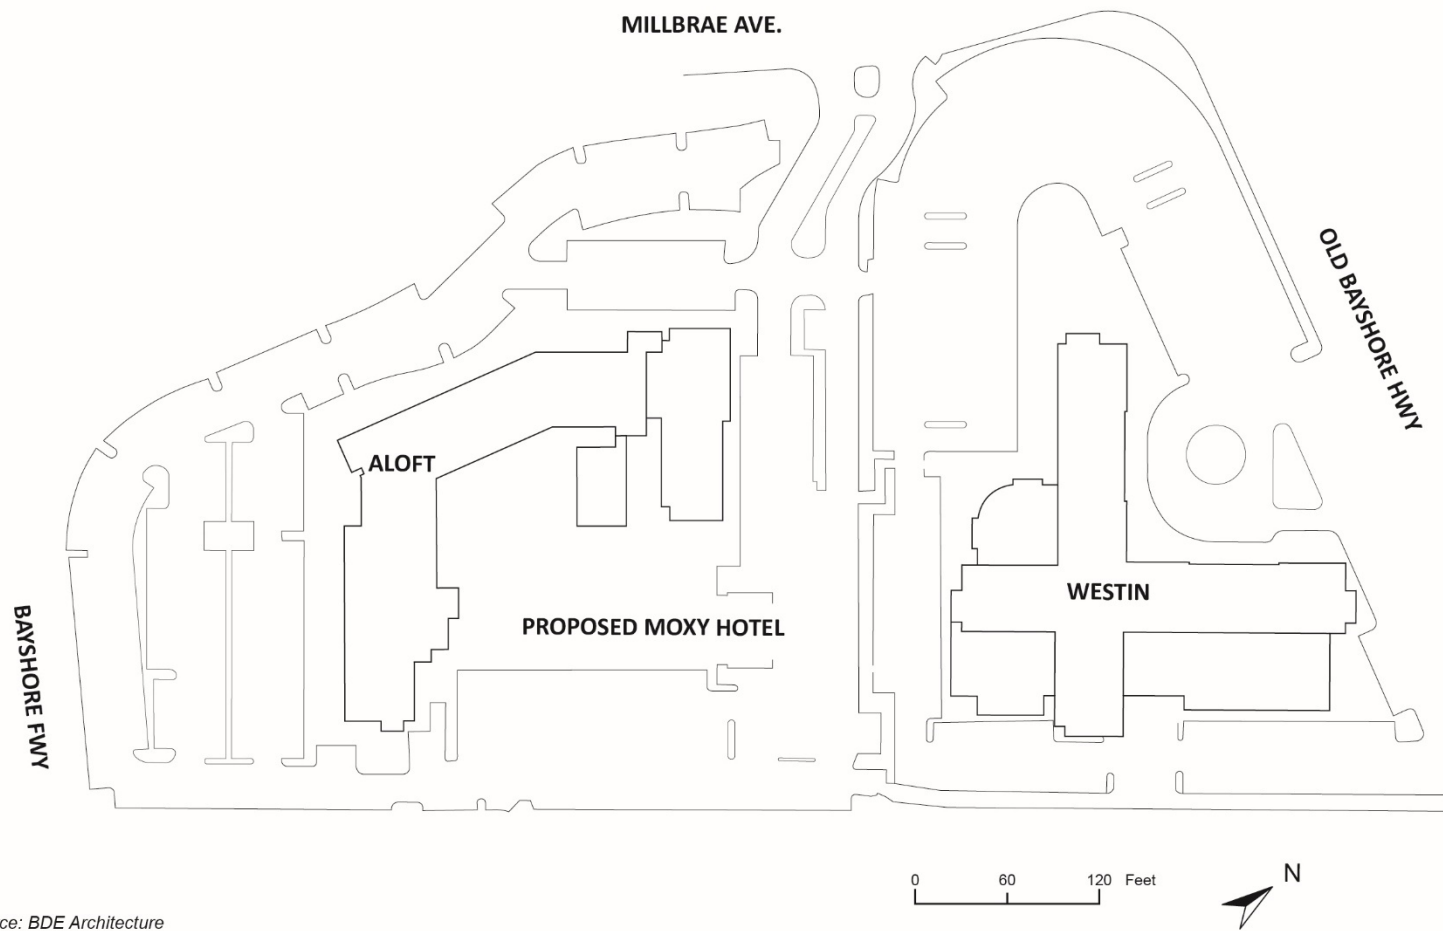 MILLBRAE AVE.
OLD BAYSHORE HWY
ALOFT
WESTIN
PROPOSED MOXY HOTEL
BAYSHORE FWY
0 60 120 Feet
N
ce: BDE Architecture